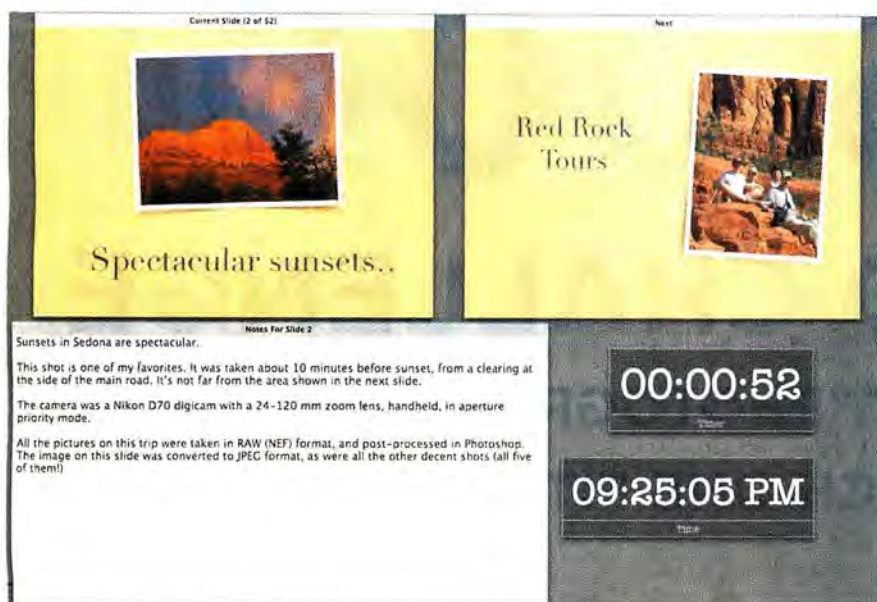 Current Slide (2 of 52)
Spectacular sunsets..
Next
Red Rock
Tours
Notes For Slide 2
Sunsets in Sedona are spectacular.
This shot is one of my favorites. It was taken about 10 minutes before sunset, from a clearing at
the side of the main road. It's not far from the area shown in the next slide.
The camera was a Nikon D70 digicam with a 24-120 mm zoom lens, handheld, in aperture
priority mode.
All the pictures on this trip were taken in RAW (NEF) format, and post-processed in Photoshop.
The image on this slide was converted to JPEG format, as were all the other decent shots (all five
of them!)
00:00:52
Timer
09:25:05 PM
Time